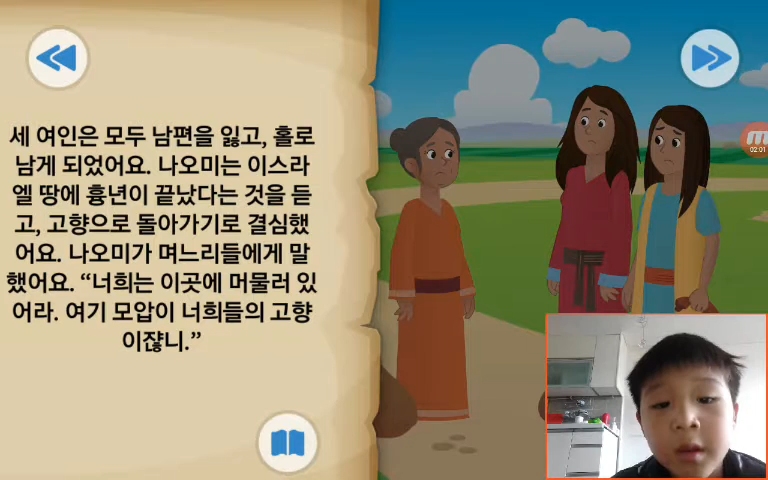 세 여인은 모두 남편을 잃고, 홀로
남게 되었어요. 나오미는 이스라
엘 땅에 흉년이 끝났다는 것을 듣
고, 고향으로 돌아가기로 결심했
어요. 나오미가 며느리들에게 말
했어요. “너희는 이곳에 머물러 있
어라. 여기 모압이 너희들의 고향
이쟎니.”
02:01